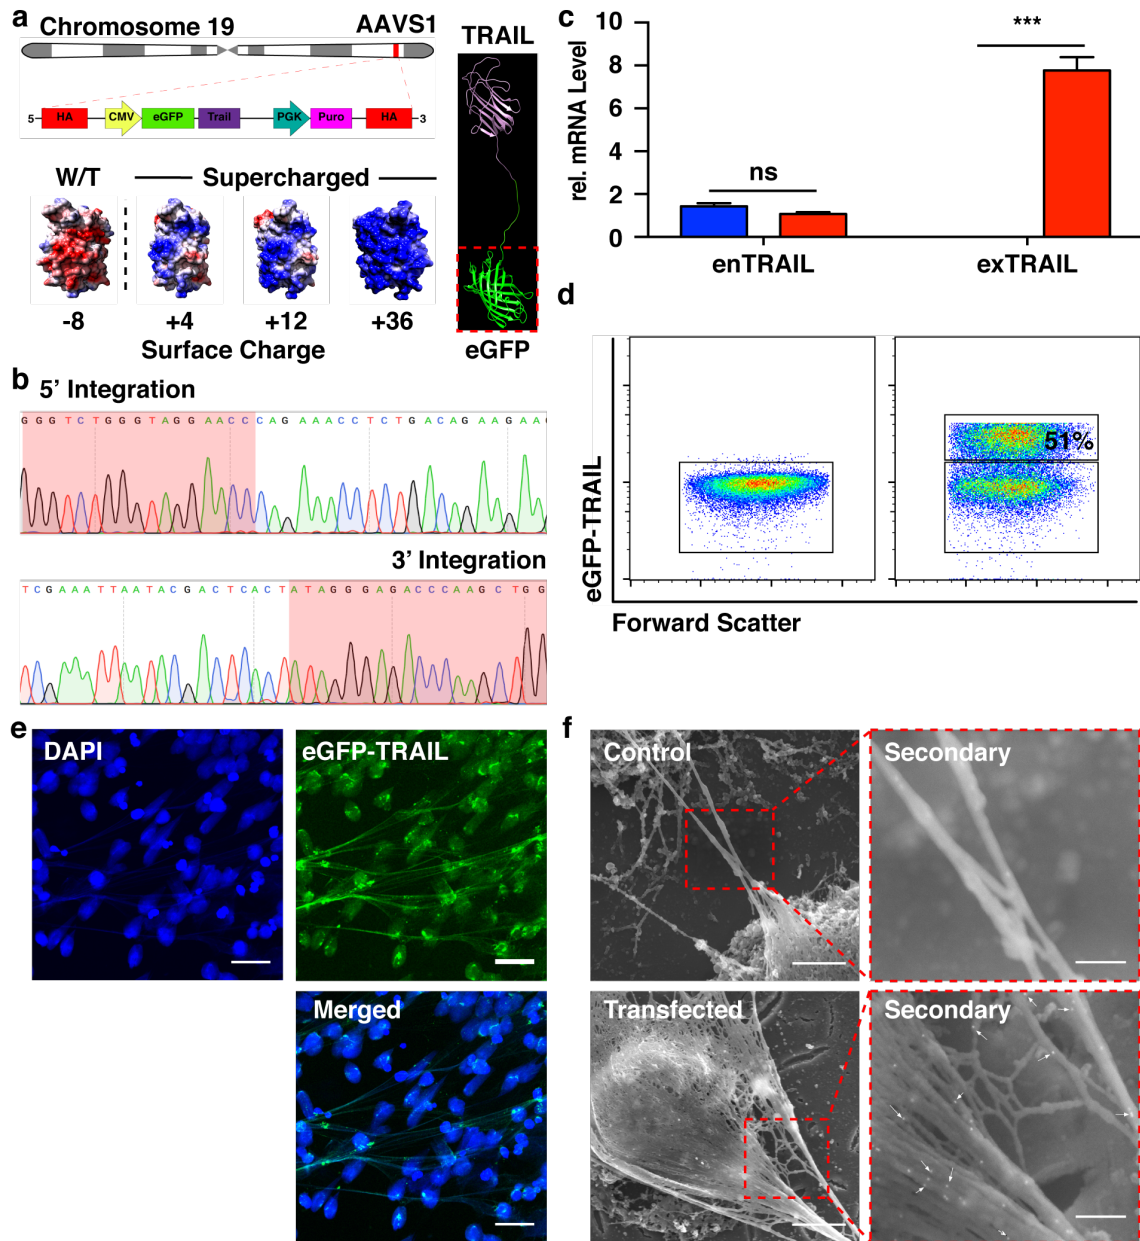 a
Chromosome 19
AAVS1
TRAIL
5
HA
CMV
eGFP
Trail
PGK
Puro
HA
3
W/T
Supercharged
-8
+4
+12
+36
Surface Charge
eGFP
b
5’ Integration
GGGTCTGGGTAGGAACCCAGAAACCTCTGACAGAAGAA
3’ Integration
TCGAAATTAATACGACTCACTATAGGGAGACCCAAGCTGG
c
rel. mRNA Level
10
8
6
4
2
0
ns
***
enTRAIL
exTRAIL
d
eGFP-TRAIL
51%
Forward Scatter
e
DAPI
eGFP-TRAIL
Merged
f
Control
Secondary
Transfected
Secondary